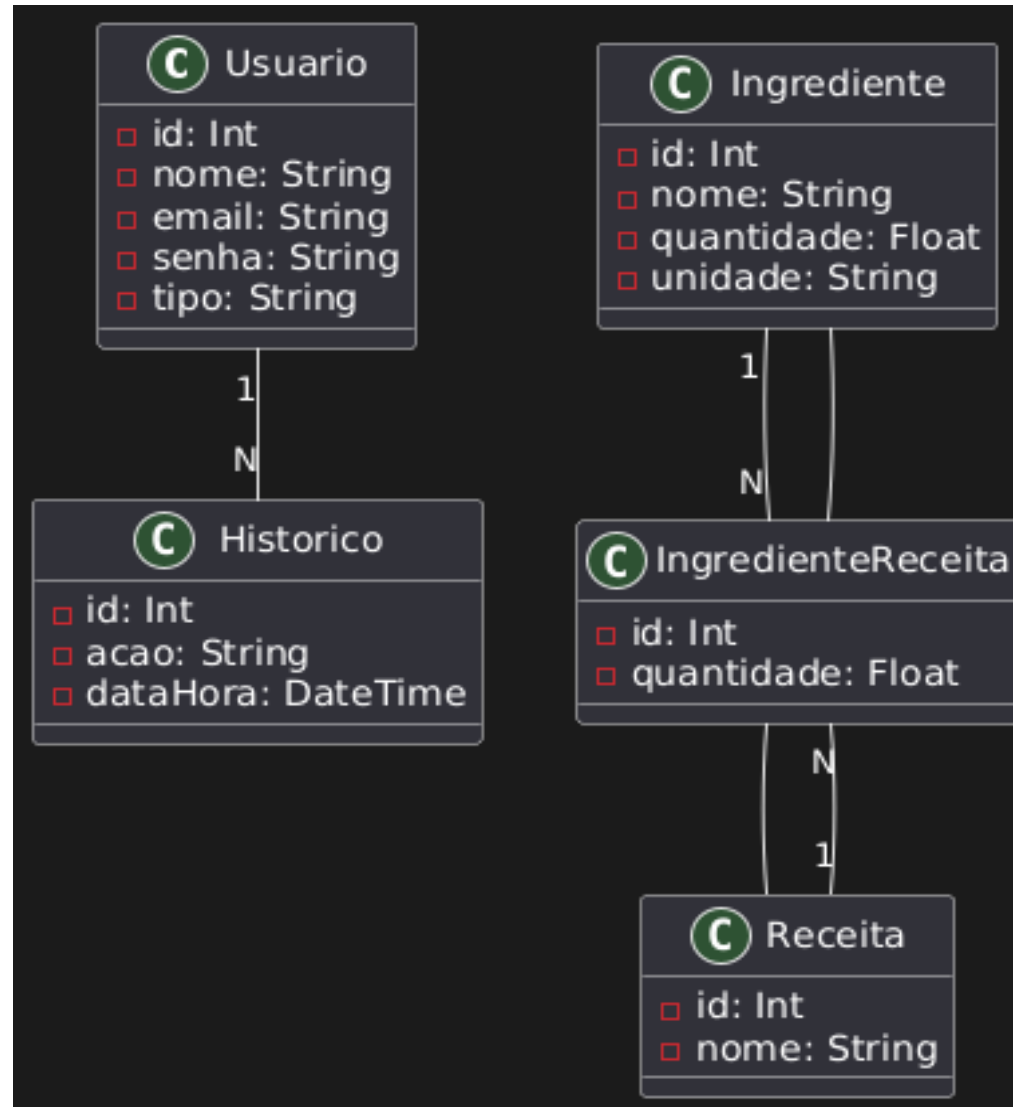 C Usuario
id: Int
nome: String
email: String
senha: String
tipo: String
1
N
C Historico
id: Int
acao: String
dataHora: DateTime
C Ingrediente
id: Int
nome: String
quantidade: Float
unidade: String
1
N
C IngredienteReceita
id: Int
quantidade: Float
N
1
C Receita
id: Int
nome: String